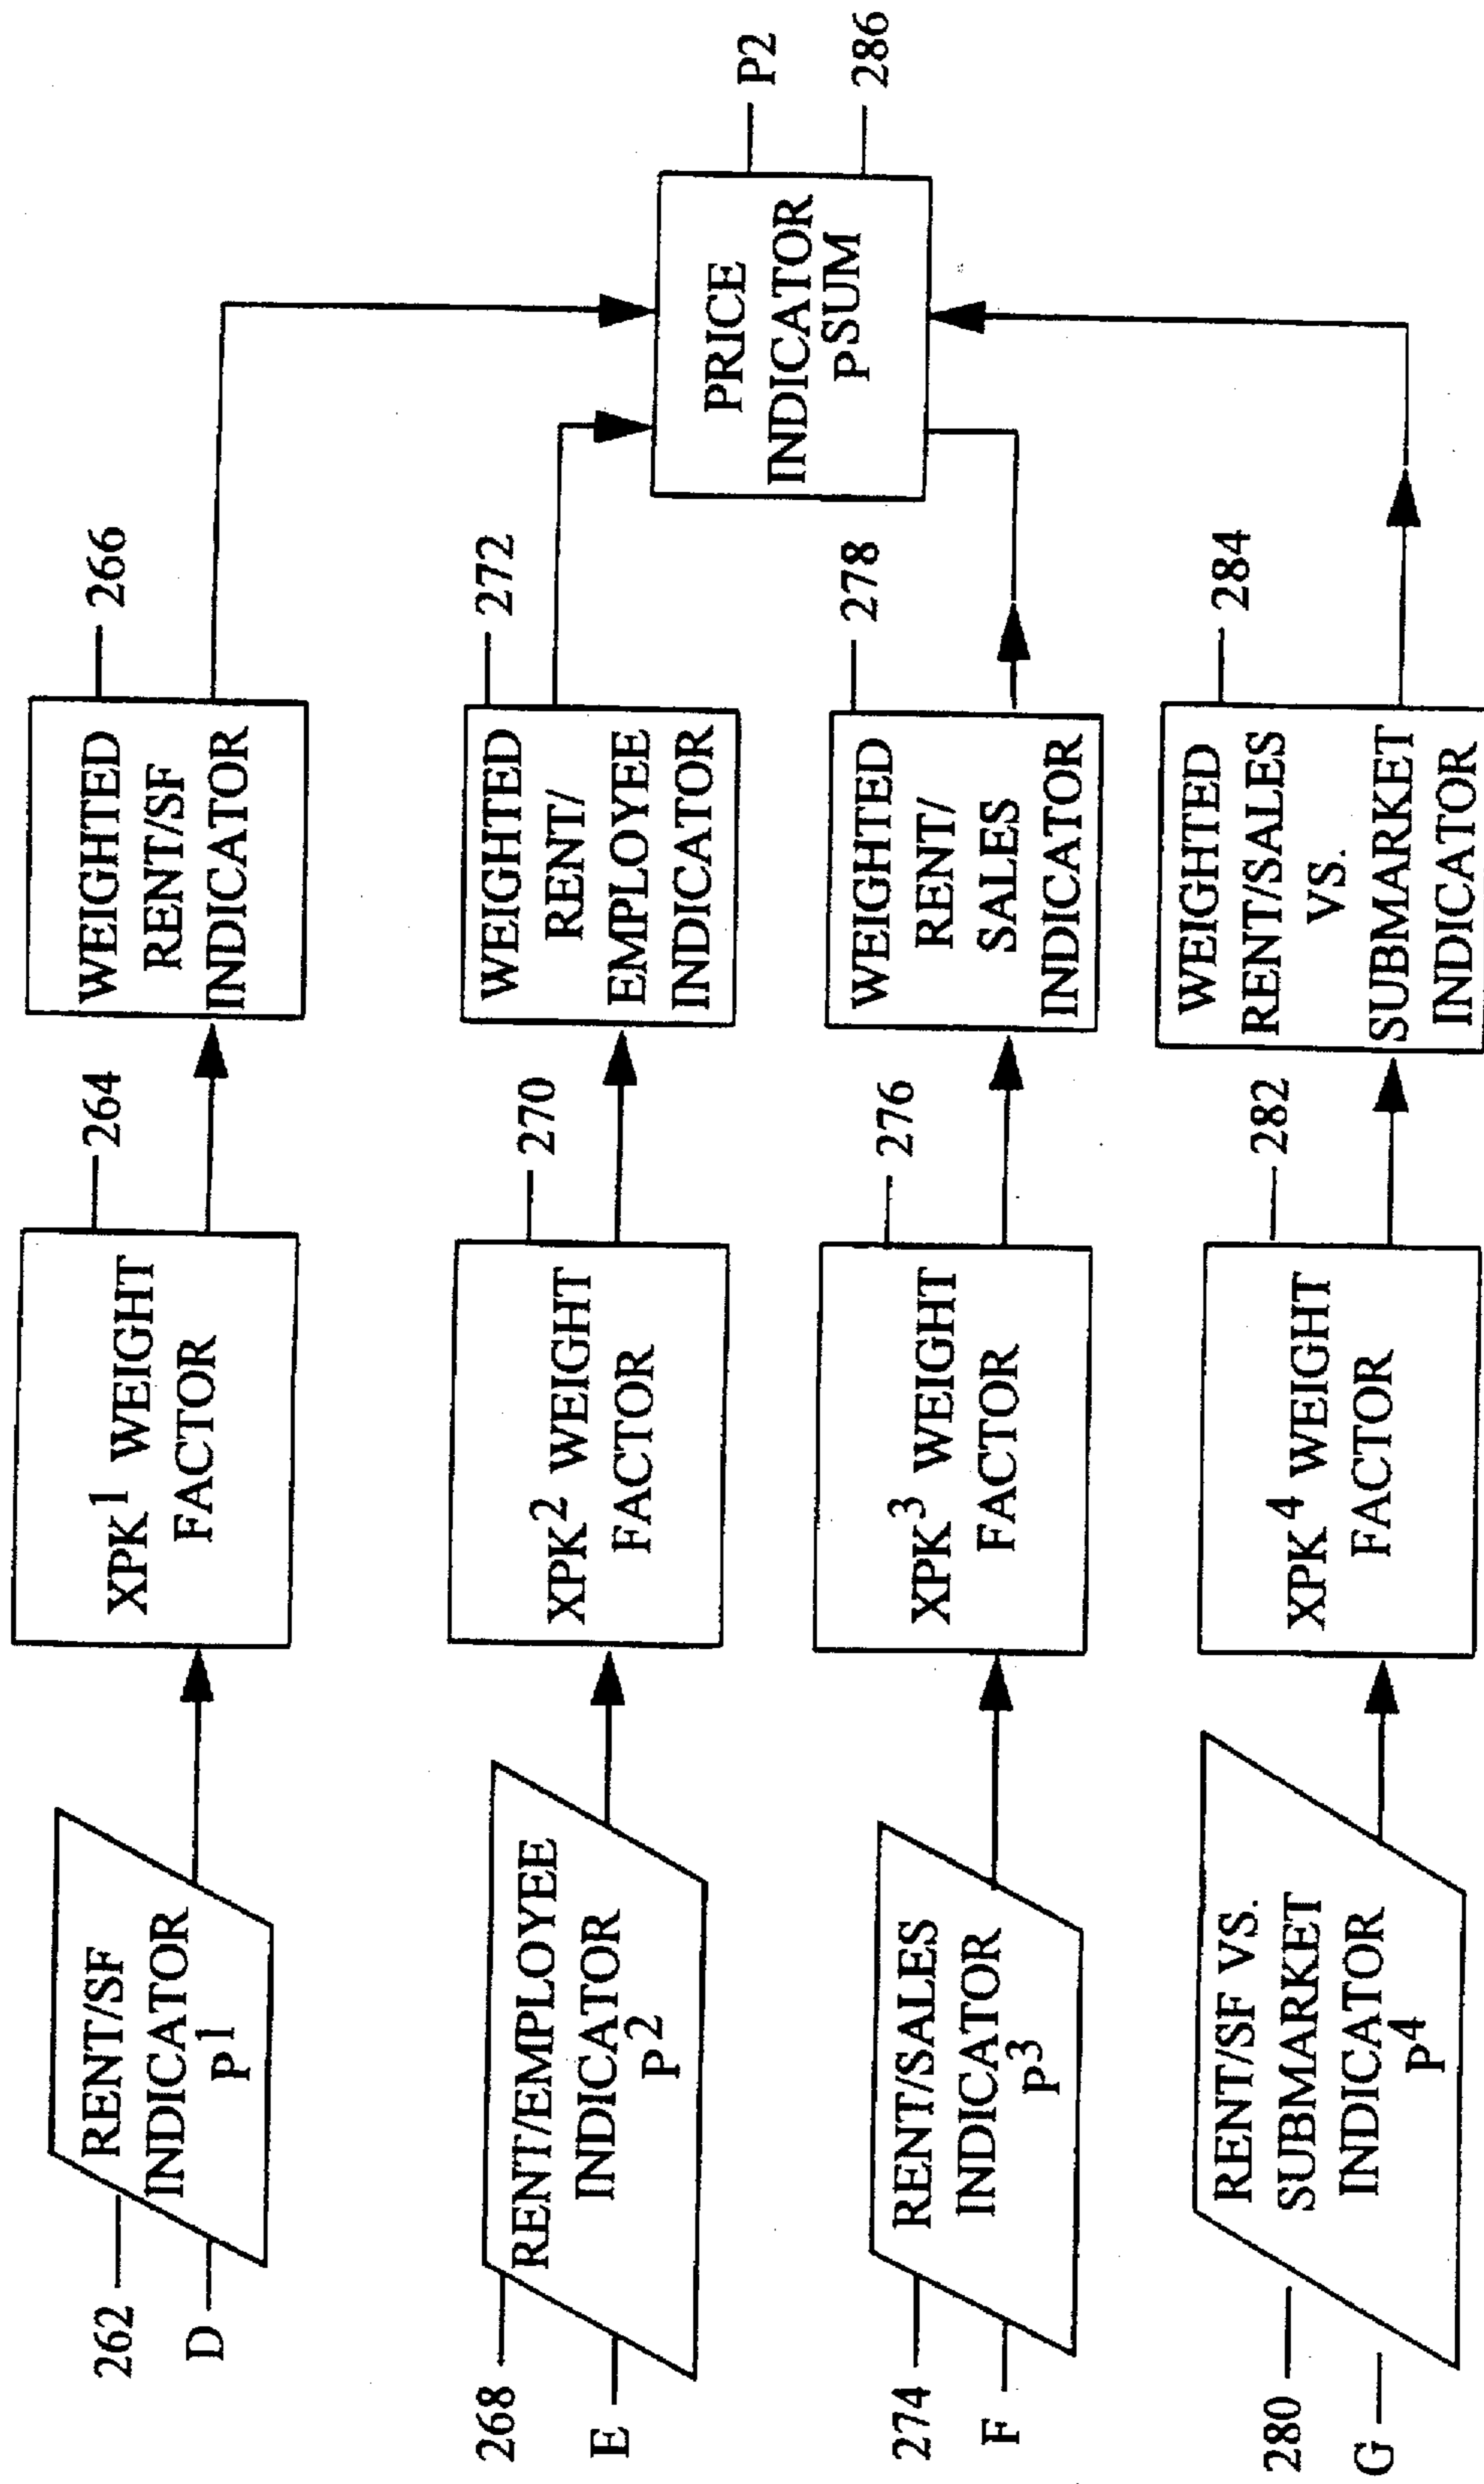 262
D
RENT/SF
INDICATOR
P1
XPK1 WEIGHT
FACTOR
264
WEIGHTED
RENT/SF
INDICATOR
266
268
E
RENT/EMPLOYEE
INDICATOR
P2
XPK2 WEIGHT
FACTOR
270
WEIGHTED
RENT/
EMPLOYEE
INDICATOR
272
274
F
RENT/SALES
INDICATOR
P3
XPK3 WEIGHT
FACTOR
276
WEIGHTED
RENT/
SALES
INDICATOR
278
280
G
RENT/SF VS.
SUBMARKET
INDICATOR
P4
XPK4 WEIGHT
FACTOR
282
WEIGHTED
RENT/SALES
VS.
SUBMARKET
INDICATOR
284
PRICE
INDICATOR
PSUM
P2
286